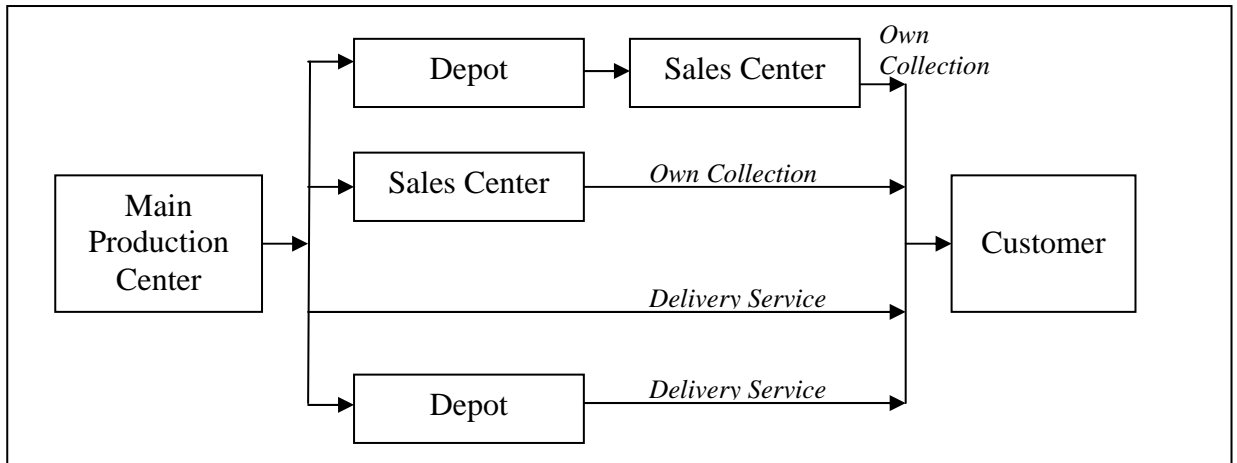 Own
Collection
Depot
Sales Center
Sales Center
Own Collection
Main
Production
Center
Customer
Delivery Service
Depot
Delivery Service